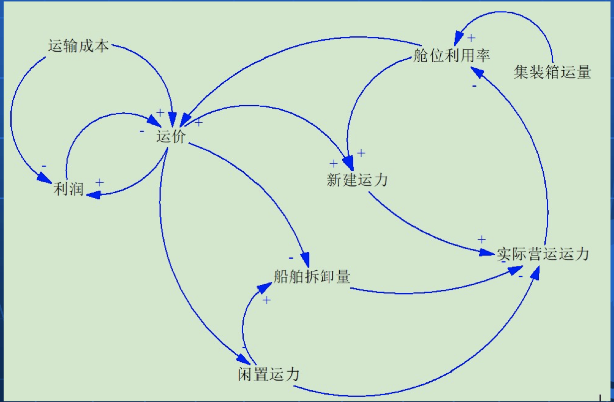 运输成本
舱位利用率
集装箱运量
运价
利润
新建运力
实际营运运力
船舶拆卸量
闲置运力